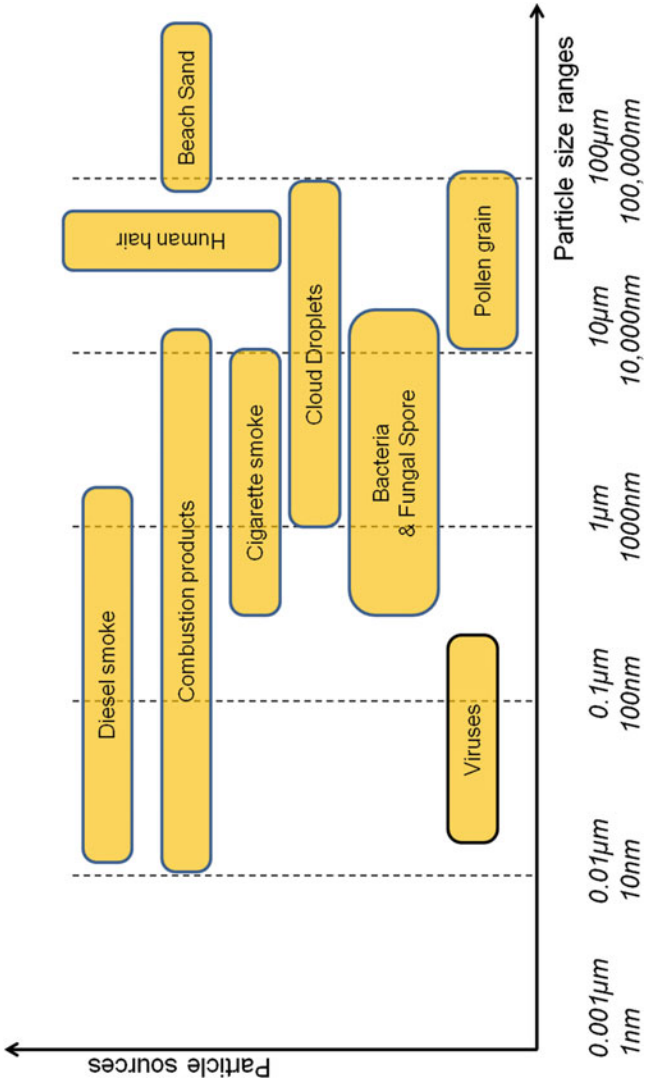 Particle sources
Diesel smoke
Combustion products
Cigarette smoke
Cloud Droplets
Bacteria
& Fungal Spore
Viruses
Human hair
Beach Sand
Pollen grain
Particle size ranges
0.001µm
1nm
0.01µm
10nm
0.1µm
100nm
1µm
1000nm
10µm
10,000nm
100µm
100,000nm